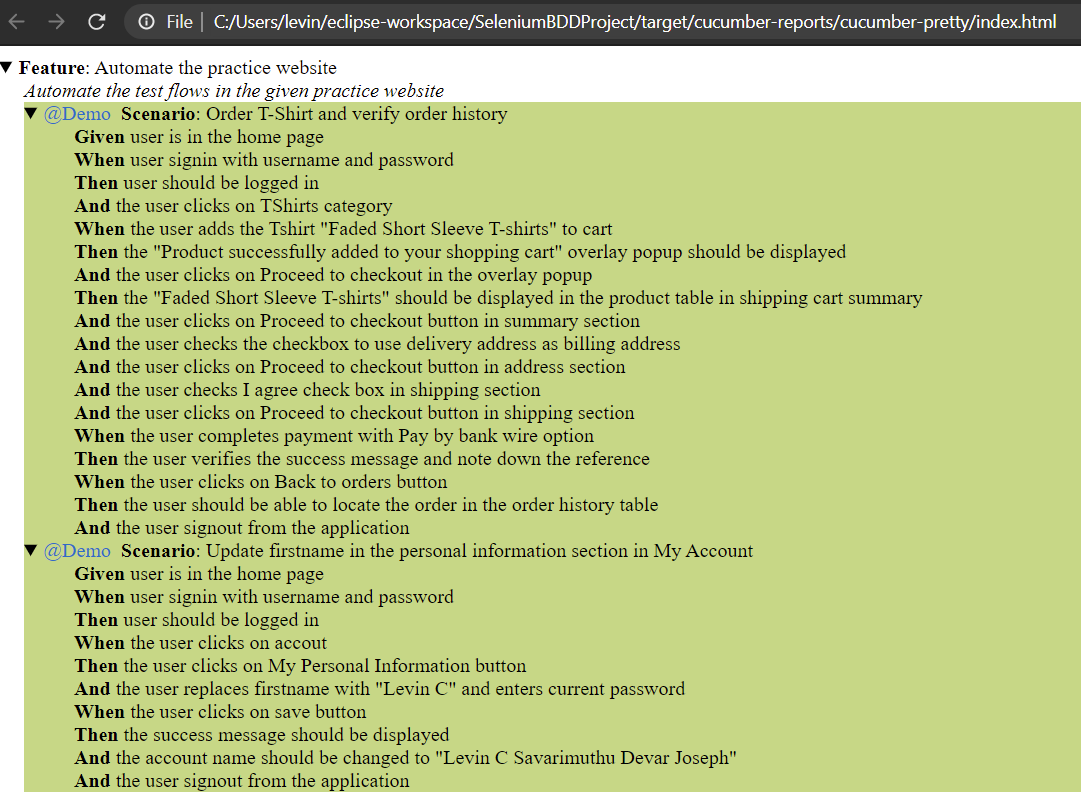 File | C:/Users/levin/eclipse-workspace/SeleniumBDDProject/target/cucumber-reports/cucumber-pretty/index.html
Feature: Automate the practice website
Automate the test flows in the given practice website
@Demo Scenario: Order T-Shirt and verify order history
Given user is in the home page
When user signin with username and password
Then user should be logged in
And the user clicks on TShirts category
When the user adds the Tshirt "Faded Short Sleeve T-shirts" to cart
Then the "Product successfully added to your shopping cart" overlay popup should be displayed
And the user clicks on Proceed to checkout in the overlay popup
Then the "Faded Short Sleeve T-shirts" should be displayed in the product table in shipping cart summary
And the user clicks on Proceed to checkout button in summary section
And the user checks the checkbox to use delivery address as billing address
And the user clicks on Proceed to checkout button in address section
And the user checks I agree check box in shipping section
And the user clicks on Proceed to checkout button in shipping section
When the user completes payment with Pay by bank wire option
Then the user verifies the success message and note down the reference
When the user clicks on Back to orders button
Then the user should be able to locate the order in the order history table
And the user signout from the application
@Demo Scenario: Update firstname in the personal information section in My Account
Given user is in the home page
When user signin with username and password
Then user should be logged in
When the user clicks on accout
Then the user clicks on My Personal Information button
And the user replaces firstname with "Levin C" and enters current password
When the user clicks on save button
Then the success message should be displayed
And the account name should be changed to "Levin C Savarimuthu Devar Joseph"
And the user signout from the application